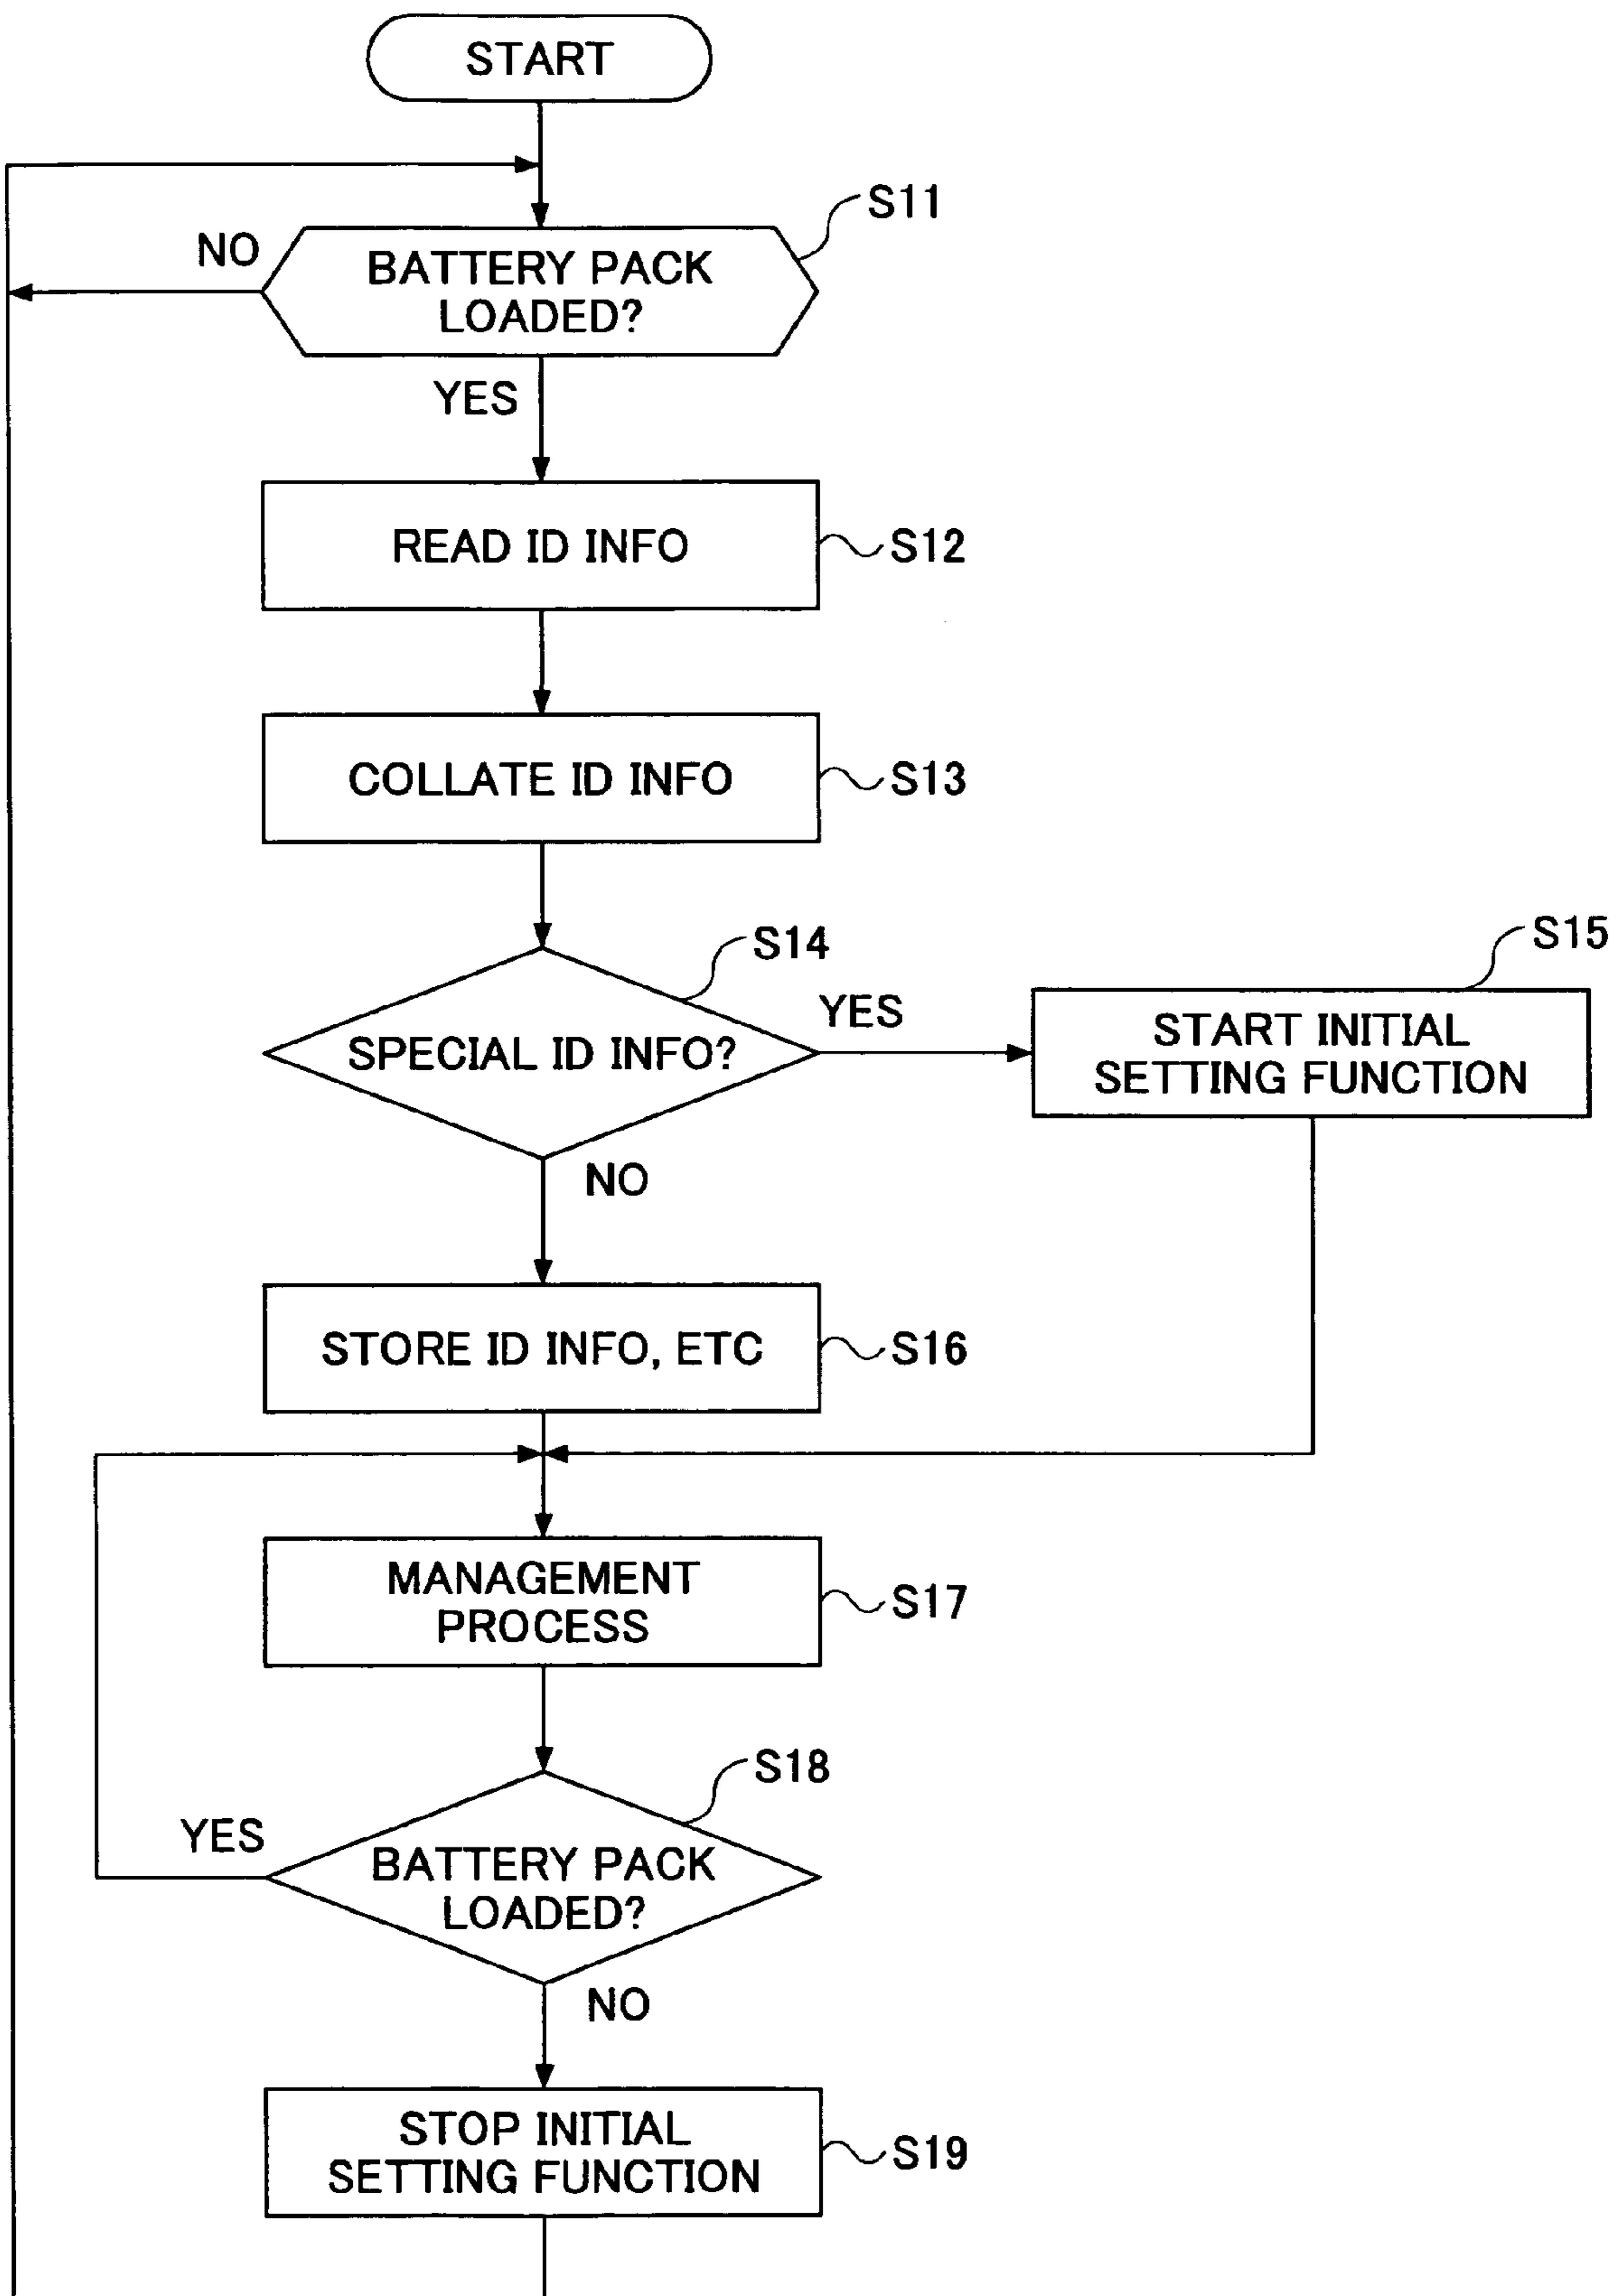 START
S11
NO
BATTERY PACK
LOADED?
YES
READ ID INFO
S12
COLLATE ID INFO
S13
S14
S15
YES
SPECIAL ID INFO?
START INITIAL
SETTING FUNCTION
NO
STORE ID INFO, ETC
S16
MANAGEMENT
PROCESS
S17
S18
YES
BATTERY PACK
LOADED?
NO
STOP INITIAL
SETTING FUNCTION
S19